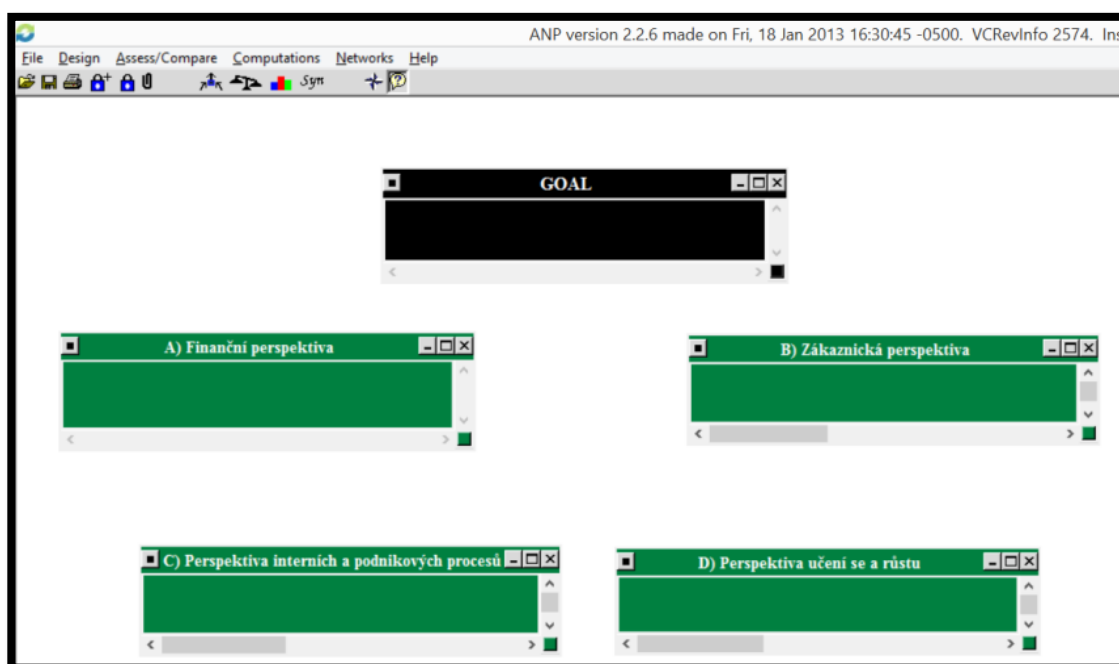 ANP version 2.2.6 made on Fri, 18 Jan 2013 16:30:45 -0500. VCRevInfo 2574. Ins
File Design Assess/Compare Computations Networks Help
Syn
GOAL
A) Finanční perspektiva
B) Zákaznická perspektiva
C) Perspektiva interních a podnikových procesů
D) Perspektiva učení se a růstu